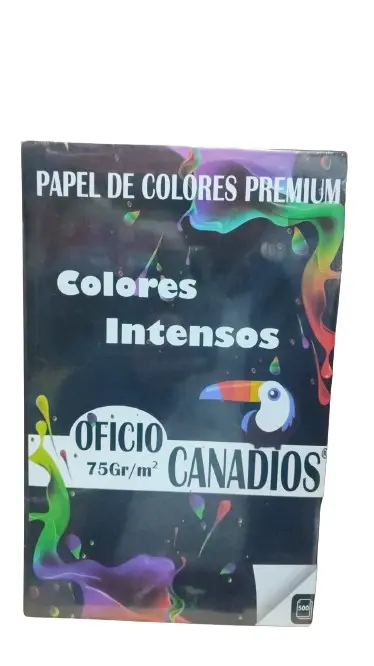 PAPEL DE COLORES PREMIUM
Colores
Intensos
OFICIO
75Gr/m²
CANADIOS®
500